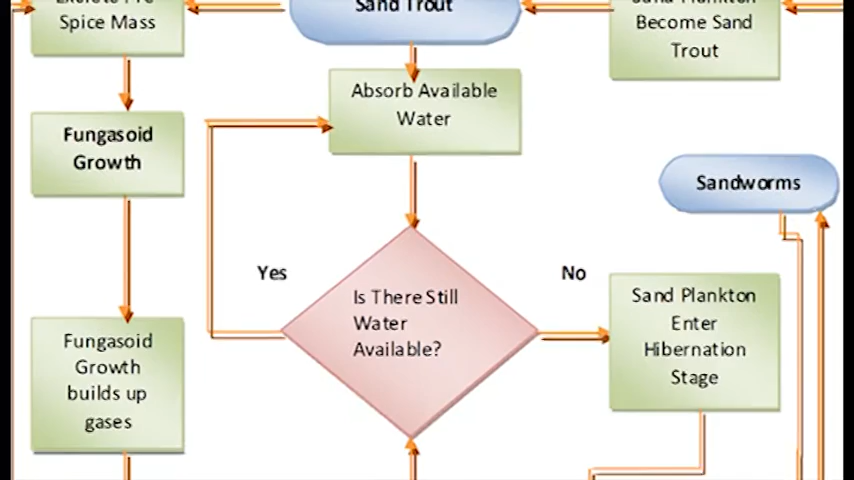 Spice Mass
Sand Trout
Become Sand
Trout
Absorb Available
Water
Fungasoid
Growth
Sandworms
Yes
No
Is There Still
Water
Available?
Sand Plankton
Enter
Hibernation
Stage
Fungasoid
Growth
builds up
gases